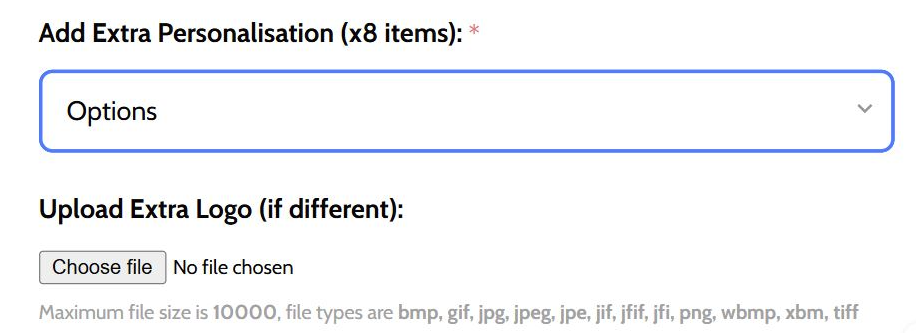 Add Extra Personalisation (x8 items): *
Options
Upload Extra Logo (if different):
Choose file No file chosen
Maximum file size is 10000, file types are bmp, gif, jpg, jpeg, jpe, jif, jfif, jfi, png, wbmp, xbm, tiff